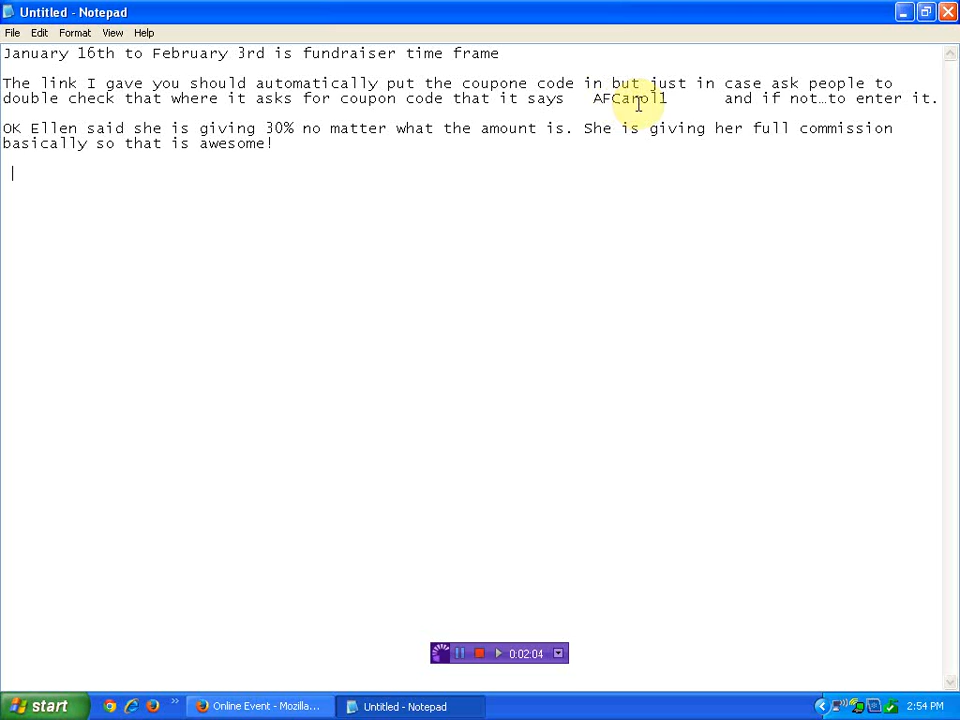 Untitled - Notepad
File Edit Format View Help
January 16th to February 3rd is fundraiser time frame
The link I gave you should automatically put the coupone code in but just in case ask people to
double check that where it asks for coupon code that it says AFCarol1 and if not…to enter it.
OK Ellen said she is giving 30% no matter what the amount is. She is giving her full commission
basically so that is awesome!
0:02:04
start
Online Event - Mozilla...
Untitled - Notepad
2:54 PM